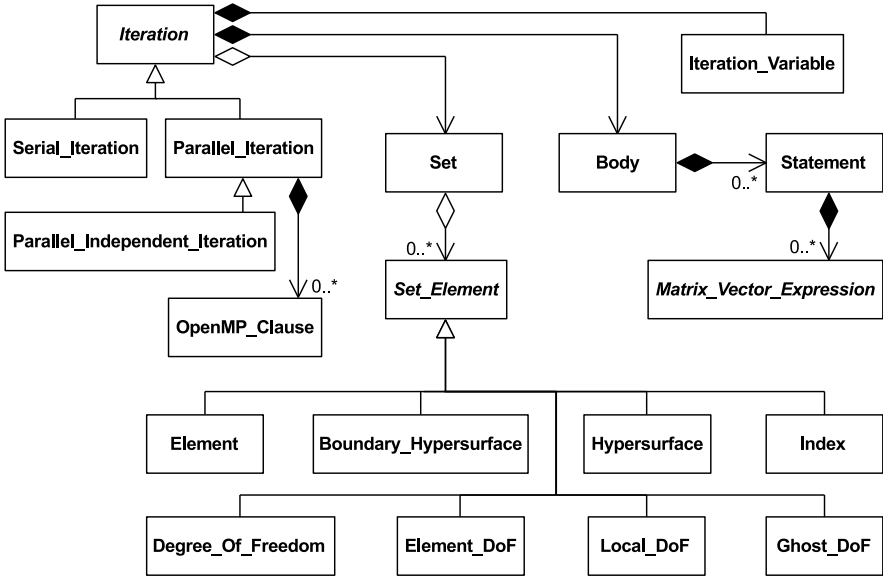 Iteration
Iteration_Variable
Serial_Iteration
Parallel_Iteration
Set
Body
0..*
Statement
Parallel_Independent_Iteration
0..*
0..*
0..*
Set_Element
Matrix_Vector_Expression
OpenMP_Clause
Element
Boundary_Hypersurface
Hypersurface
Index
Degree_Of_Freedom
Element_DoF
Local_DoF
Ghost_DoF